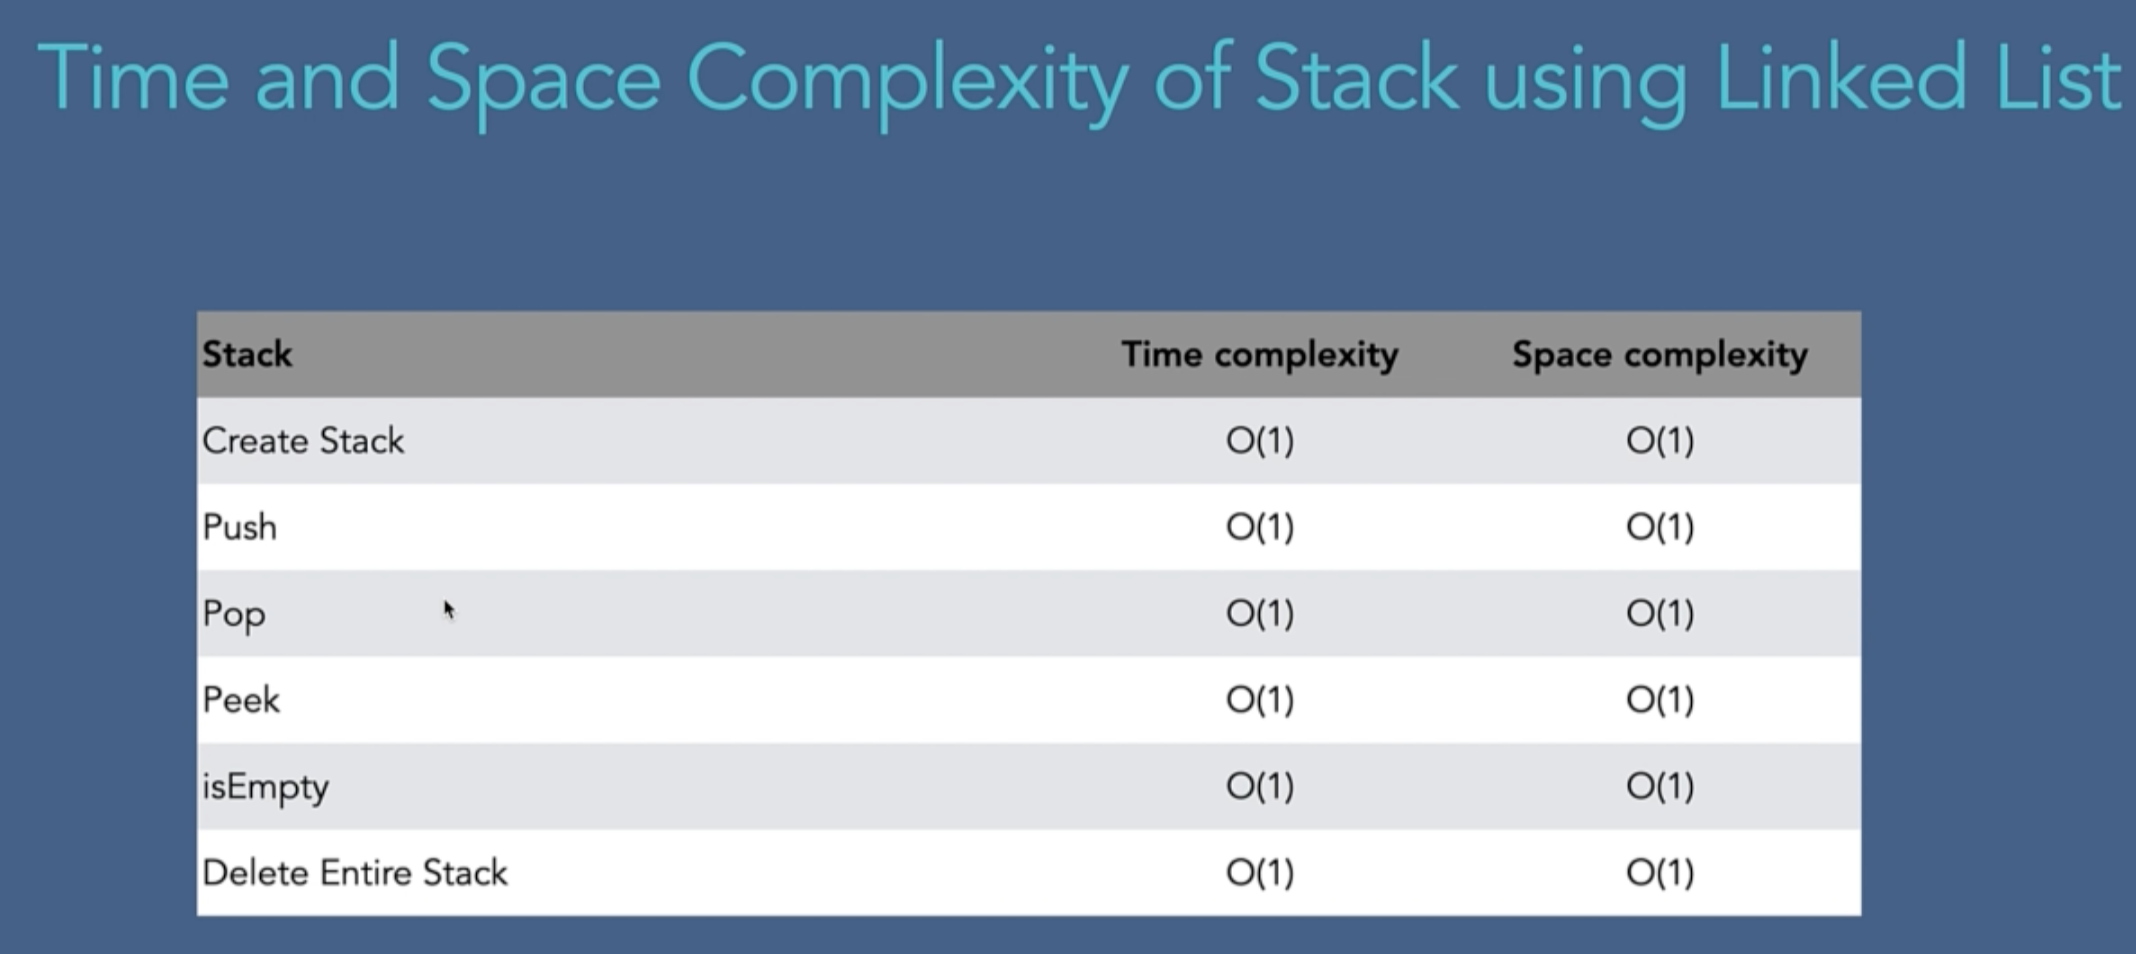 Time and Space Complexity of Stack using Linked List
Stack Time complexity Space complexity
Create Stack O(1) O(1)
Push O(1) O(1)
Pop O(1) O(1)
Peek O(1) O(1)
isEmpty O(1) O(1)
Delete Entire Stack O(1) O(1)